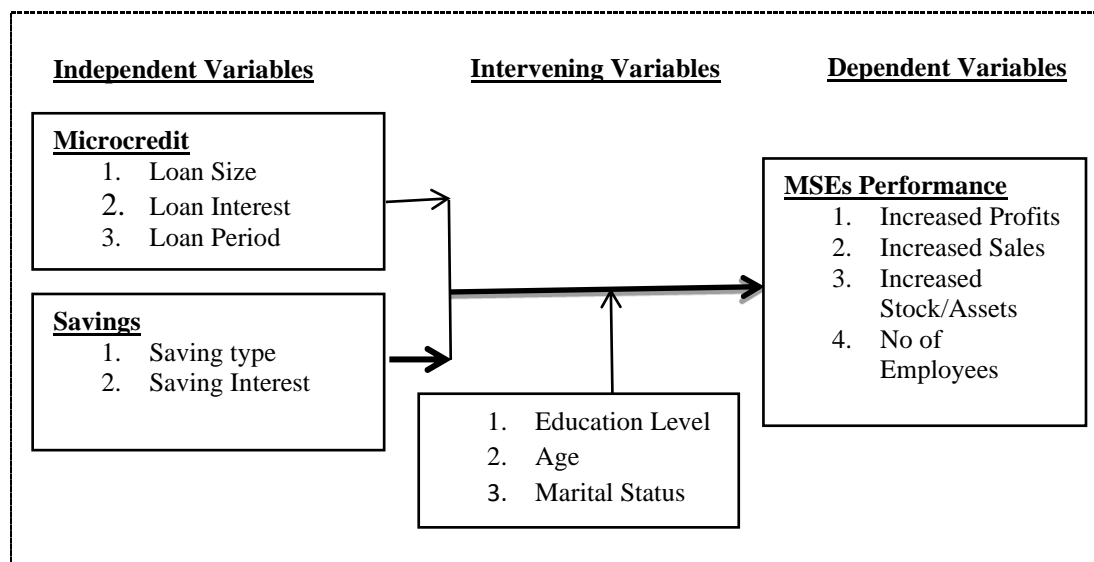 Independent Variables
Intervening Variables
Dependent Variables
Microcredit
1. Loan Size
2. Loan Interest
3. Loan Period
Savings
1. Saving type
2. Saving Interest
1. Education Level
2. Age
3. Marital Status
MSEs Performance
1. Increased Profits
2. Increased Sales
3. Increased
Stock/Assets
4. No of
Employees